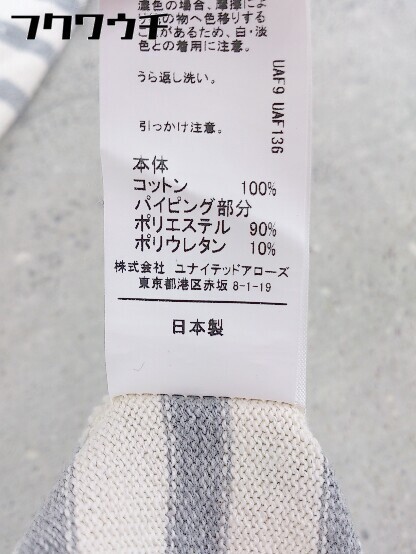 フクウチ
濃色の場合、摩擦によ
の物へ色移りする
があるため、白・淡
色との着用に注意。
うら返し洗い。
引っかけ注意。
UAF9 UAF136
本体
コットン 100%
パイピング部分
ポリエステル 90%
ポリウレタン 10%
株式会社 ユナイテッドアローズ
東京都港区赤坂 8-1-19
日本製